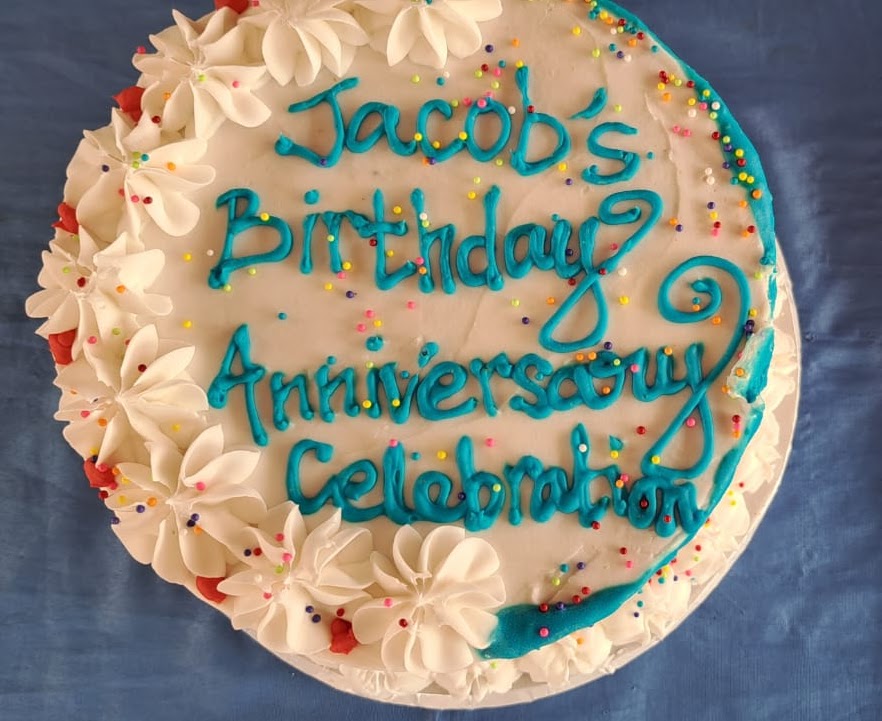 Jacob's
Birthday
Anniversary
Celebration